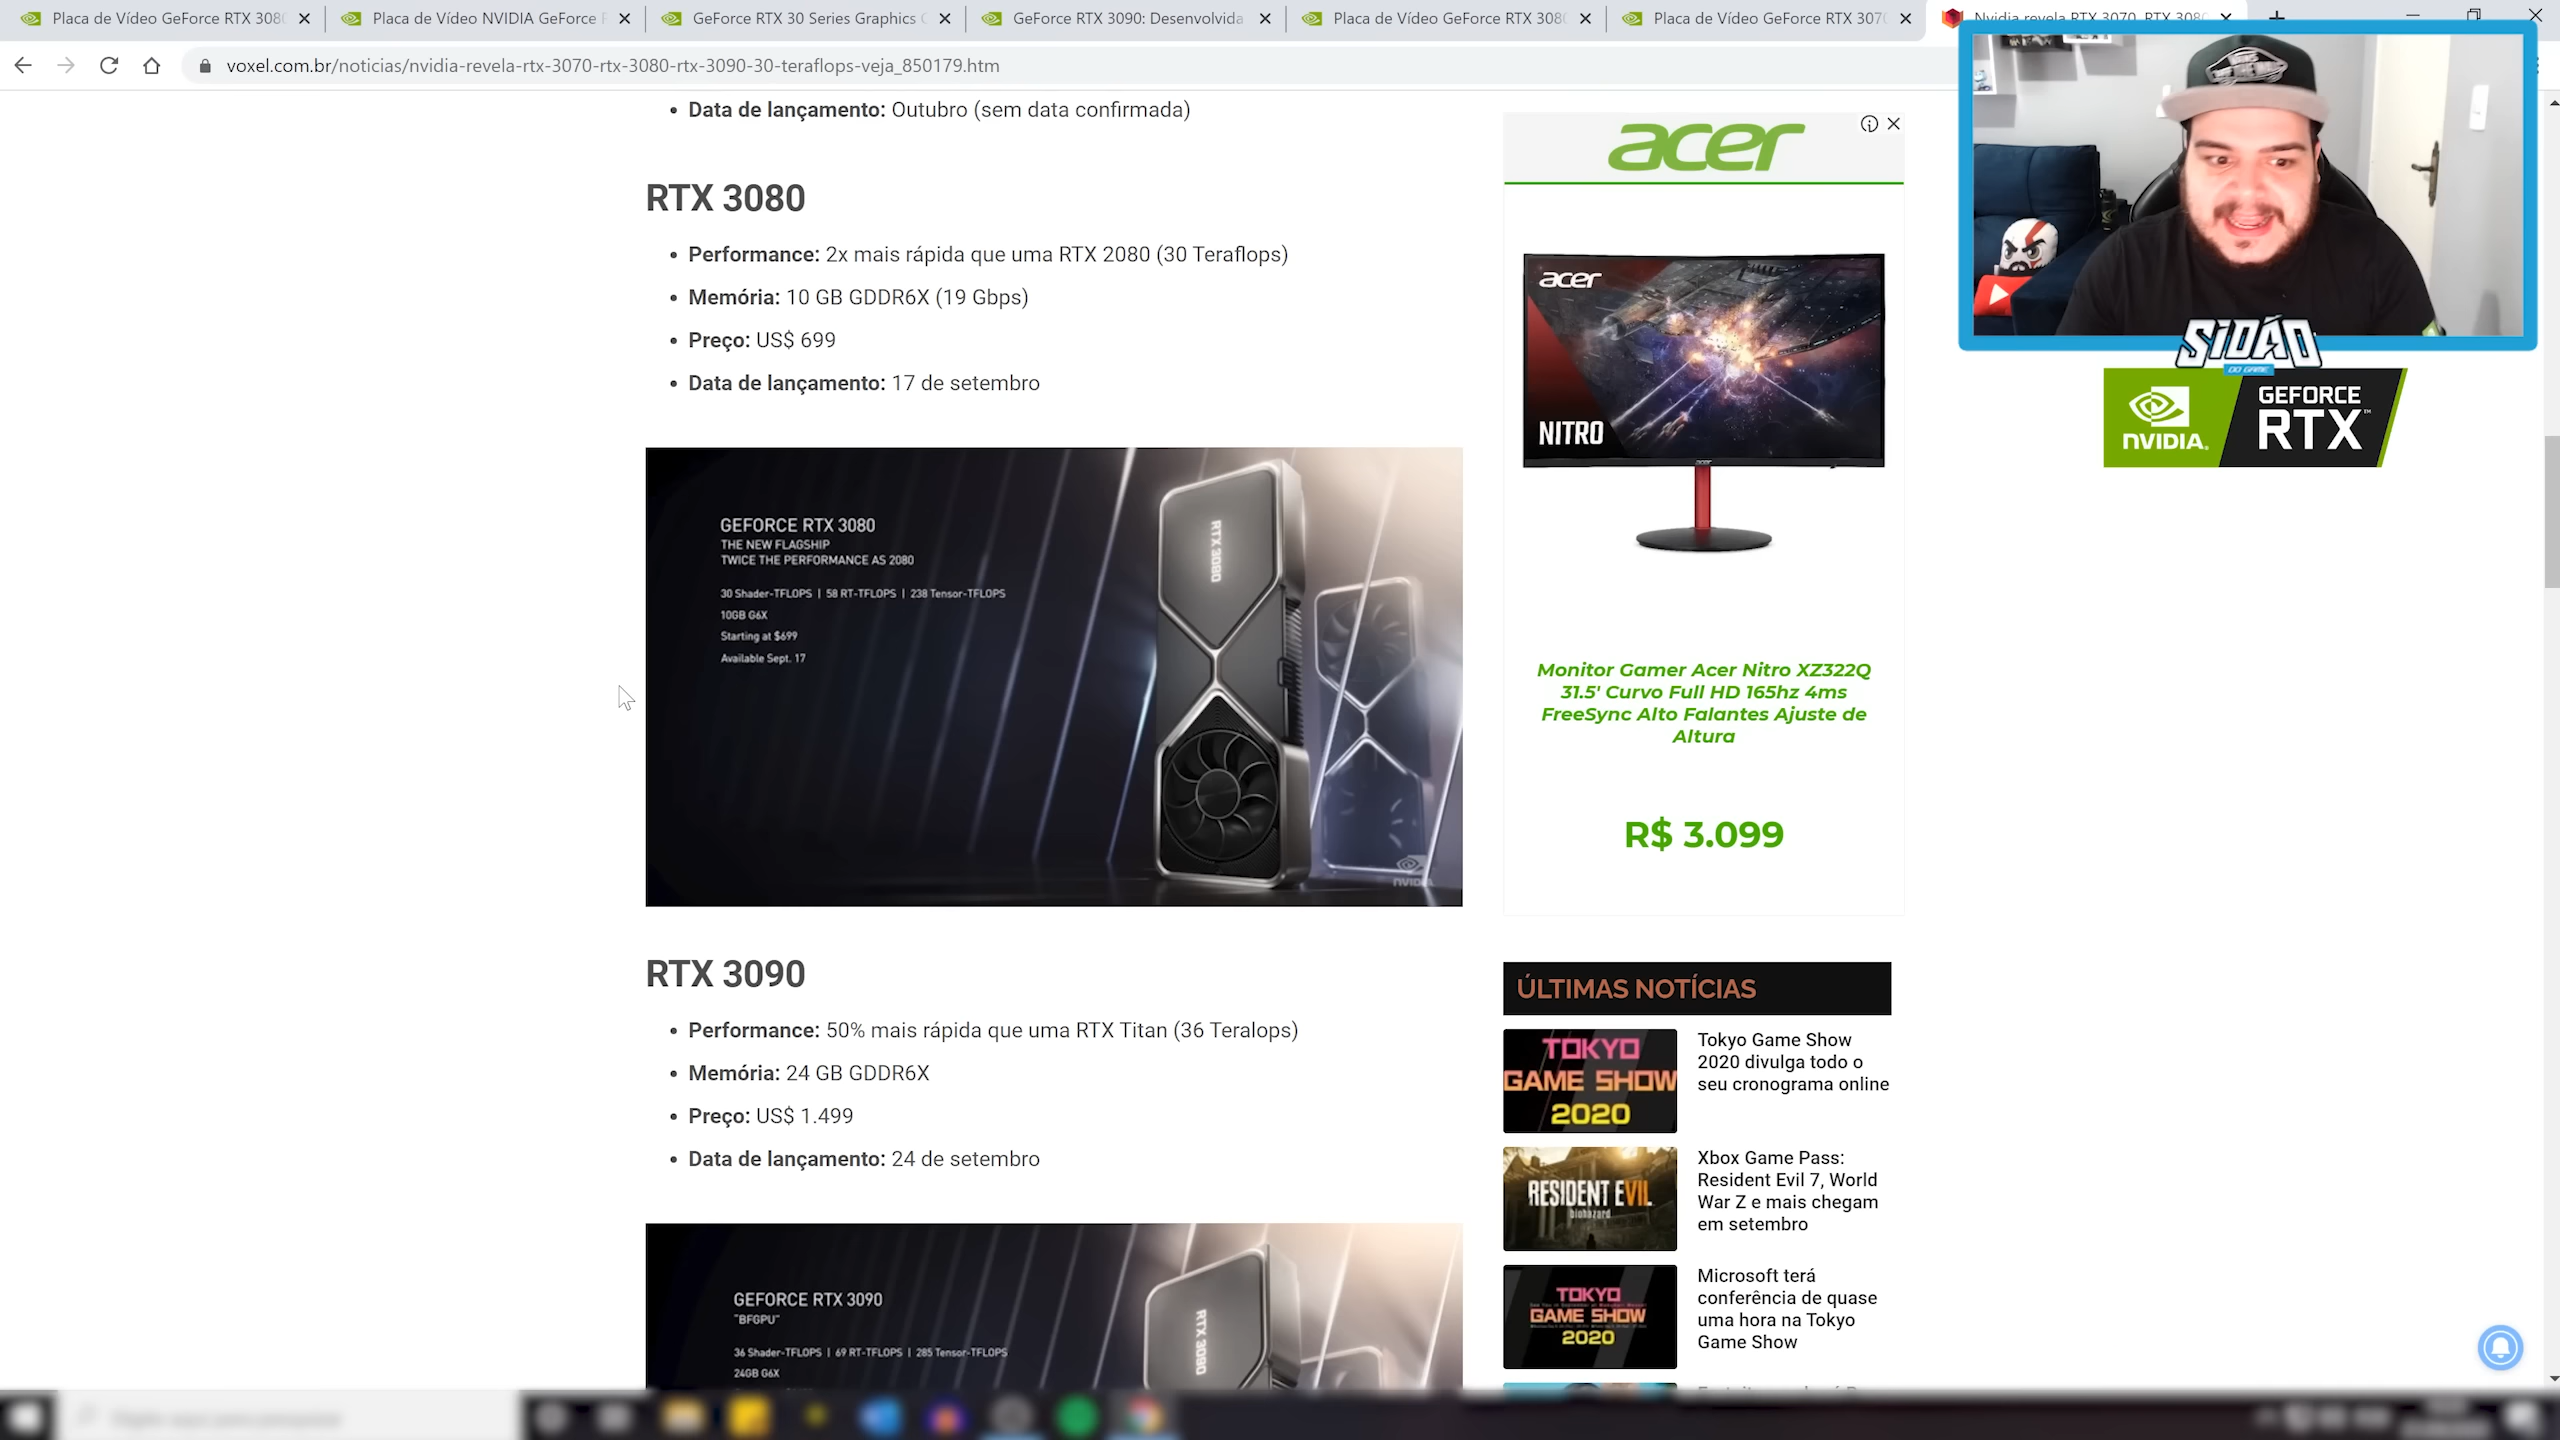 Placa de Vídeo GeForce RTX 308
Placa de Vídeo NVIDIA GeForce
GeForce RTX 30 Series Graphics
GeForce RTX 3090: Desenvolvida
Placa de Vídeo GeForce RTX 308
Placa de Vídeo GeForce RTX 307
Nvidia revela RTX 3070, RTX 308
voxel.com.br/noticias/nvidia-revela-rtx-3070-rtx-3080-rtx-3090-30-teraflops-veja_850179.htm
Data de lançamento: Outubro (sem data confirmada)
RTX 3080
Performance: 2x mais rápida que uma RTX 2080 (30 Teraflops)
Memória: 10 GB GDDR6X (19 Gbps)
Preço: US$ 699
Data de lançamento: 17 de setembro
GEFORCE RTX 3080
THE NEW FLAGSHIP
TWICE THE PERFORMANCE AS 2080
30 Shader-TFLOPS | 58 RT-TFLOPS | 238 Tensor-TFLOPS
10GB G6X
Starting at $699
Available Sept. 17
RTX 3080
NVIDIA
RTX 3090
Performance: 50% mais rápida que uma RTX Titan (36 Teralops)
Memória: 24 GB GDDR6X
Preço: US$ 1.499
Data de lançamento: 24 de setembro
GEFORCE RTX 3090
"BFGPU"
36 Shader-TFLOPS | 69 RT-TFLOPS | 285 Tensor-TFLOPS
24GB G6X
RTX 3090
acer
acer
NITRO
Monitor Gamer Acer Nitro XZ322Q
31.5' Curvo Full HD 165hz 4ms
FreeSync Alto Falantes Ajuste de
Altura
R$ 3.099
ÚLTIMAS NOTÍCIAS
TOKYO
GAME SHOW
2020
Tokyo Game Show
2020 divulga todo o
seu cronograma online
RESIDENT EVIL
biohazard
Xbox Game Pass:
Resident Evil 7, World
War Z e mais chegam
em setembro
TOKYO
GAME SHOW
2020
Microsoft terá
conferência de quase
uma hora na Tokyo
Game Show
SIDÃO
DO GAME
NVIDIA.
GEFORCE
RTX™